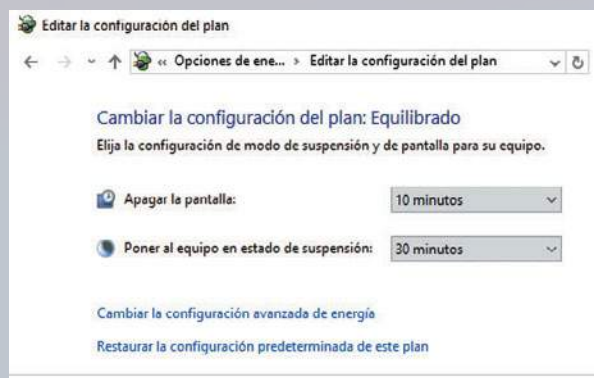 Editar la configuración del plan
« Opciones de ene... > Editar la configuración del plan
Cambiar la configuración del plan: Equilibrado
Elija la configuración de modo de suspensión y de pantalla para su equipo.
Apagar la pantalla: 10 minutos
Poner al equipo en estado de suspensión: 30 minutos
Cambiar la configuración avanzada de energía
Restaurar la configuración predeterminada de este plan